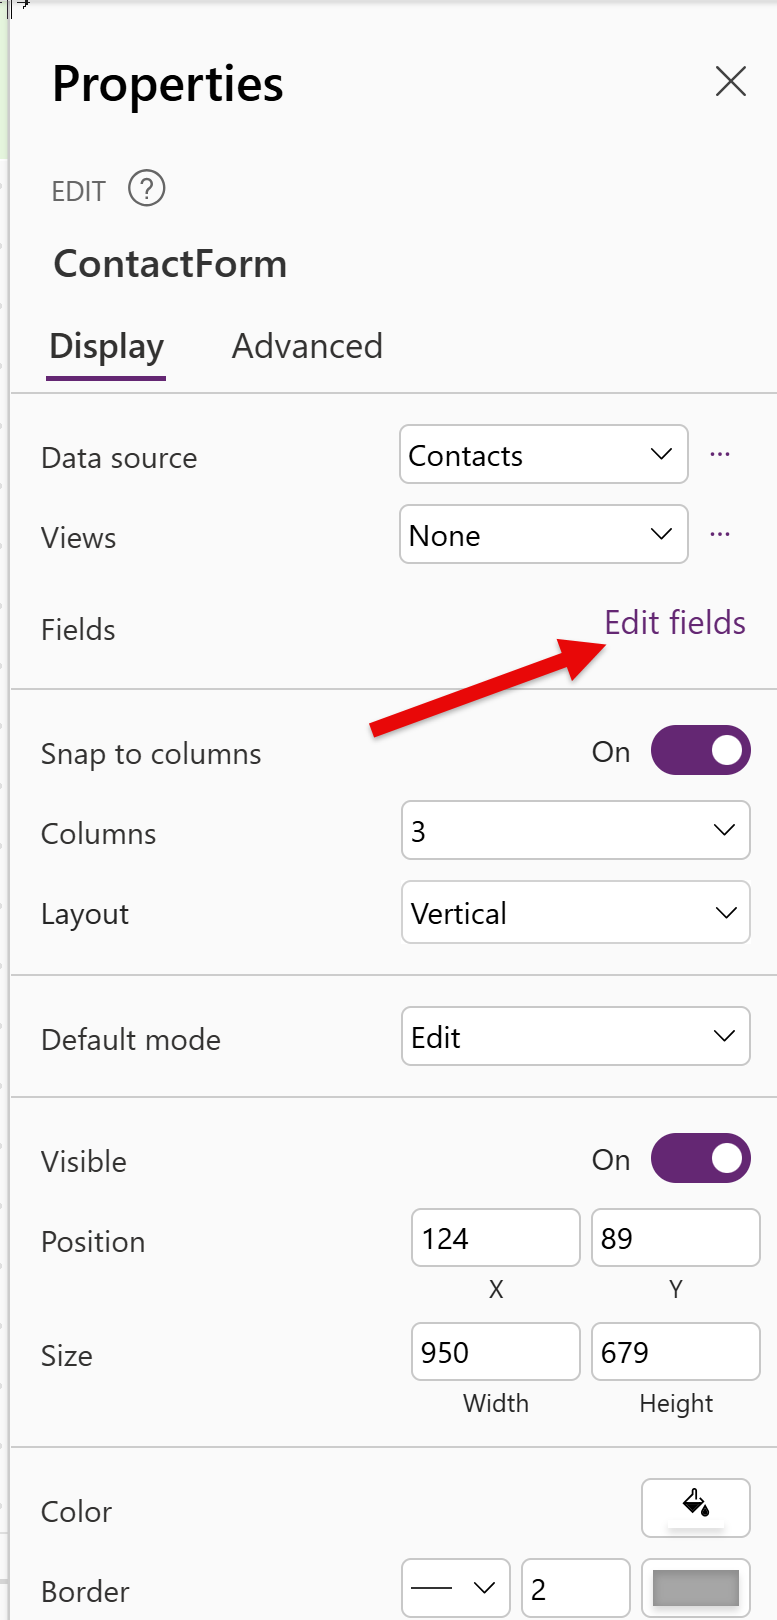 Properties
EDIT ?
ContactForm
Display Advanced
Data source Contacts ...
Views None ...
Fields Edit fields
Snap to columns On
Columns 3
Layout Vertical
Default mode Edit
Visible On
Position 124 89
X Y
Size 950 679
Width Height
Color
Border 2